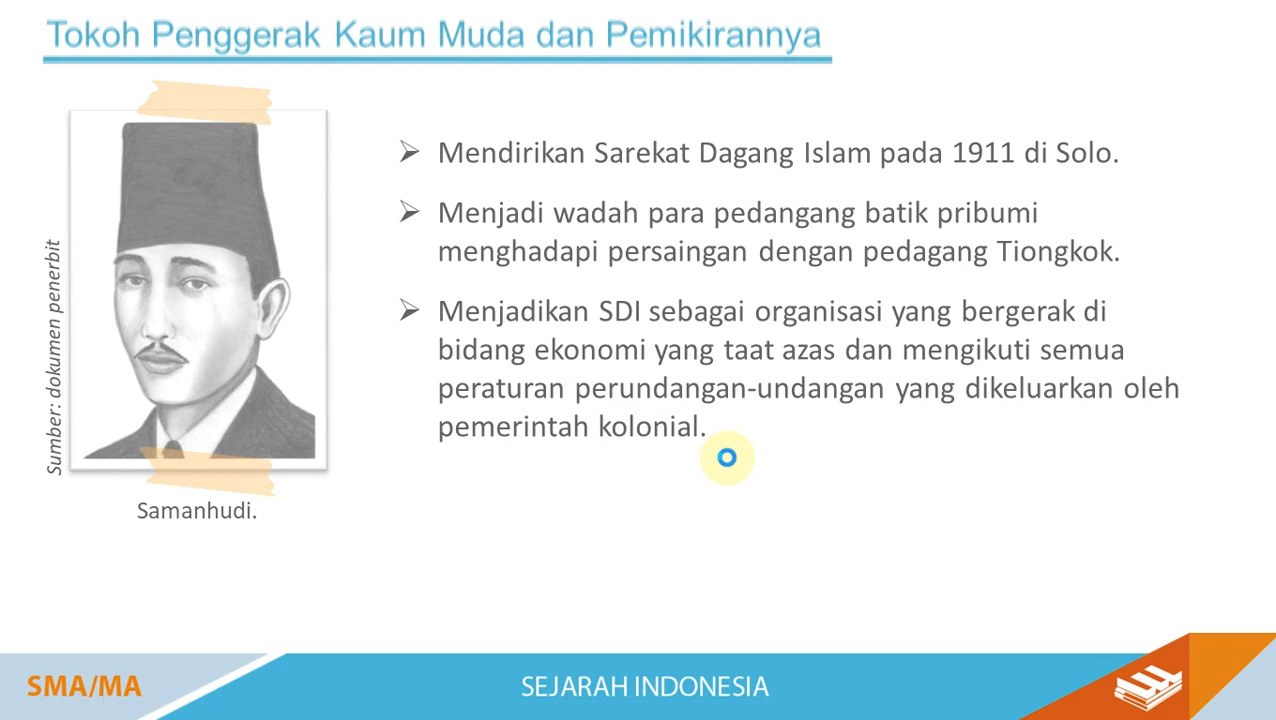 Tokoh Penggerak Kaum Muda dan Pemikirannya
Sumber: dokumen penerbit
Samanhudi.
➢ Mendirikan Sarekat Dagang Islam pada 1911 di Solo.
➢ Menjadi wadah para pedangang batik pribumi
menghadapi persaingan dengan pedagang Tiongkok.
➢ Menjadikan SDI sebagai organisasi yang bergerak di
bidang ekonomi yang taat azas dan mengikuti semua
peraturan perundangan-undangan yang dikeluarkan oleh
pemerintah kolonial.
SMA/MA
SEJARAH INDONESIA